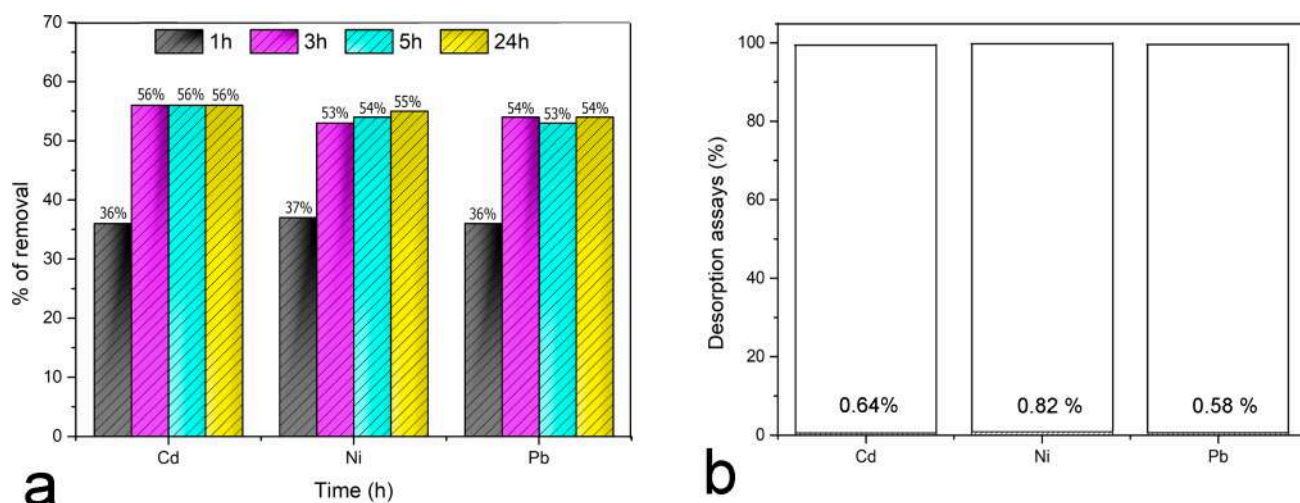 70
60
50
40
30
20
10
0
% of removal
1h 3h 5h 24h
36% 56% 56% 56%
37% 53% 54% 55%
36% 54% 53% 54%
Cd Ni Pb
Time (h)
a
100
80
60
40
20
0
Desorption assays (%)
0.64% 0.82 % 0.58 %
Cd Ni Pb
b